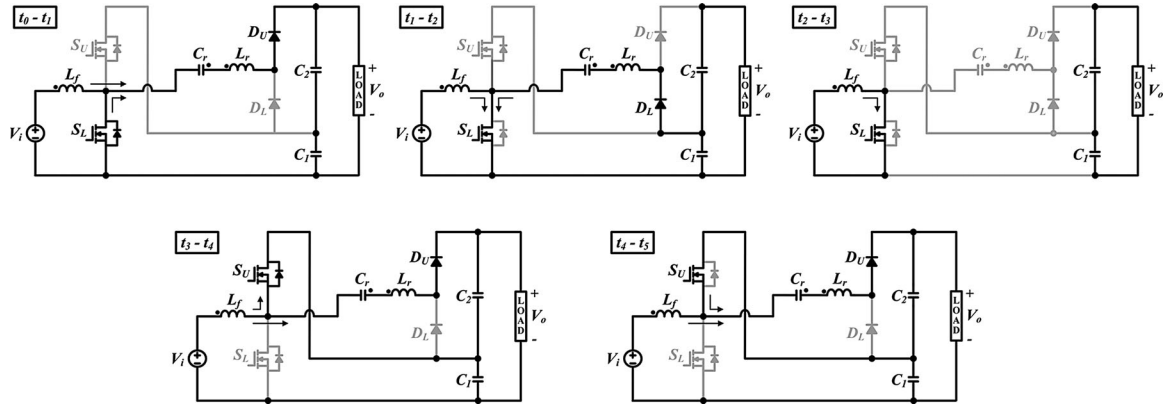 t0 - t1
SU
DU
Cr
Lr
Lf
C2
LOAD
+
Vo
-
DL
Vi
SL
C1
t1 - t2
SU
DU
Cr
Lr
Lf
C2
LOAD
+
Vo
-
DL
Vi
SL
C1
t2 - t3
SU
DU
Cr
Lr
Lf
C2
LOAD
+
Vo
-
DL
Vi
SL
C1
t3 - t4
SU
DU
Cr
Lr
Lf
C2
LOAD
+
Vo
-
DL
Vi
SL
C1
t4 - t5
SU
DU
Cr
Lr
Lf
C2
LOAD
+
Vo
-
DL
Vi
SL
C1